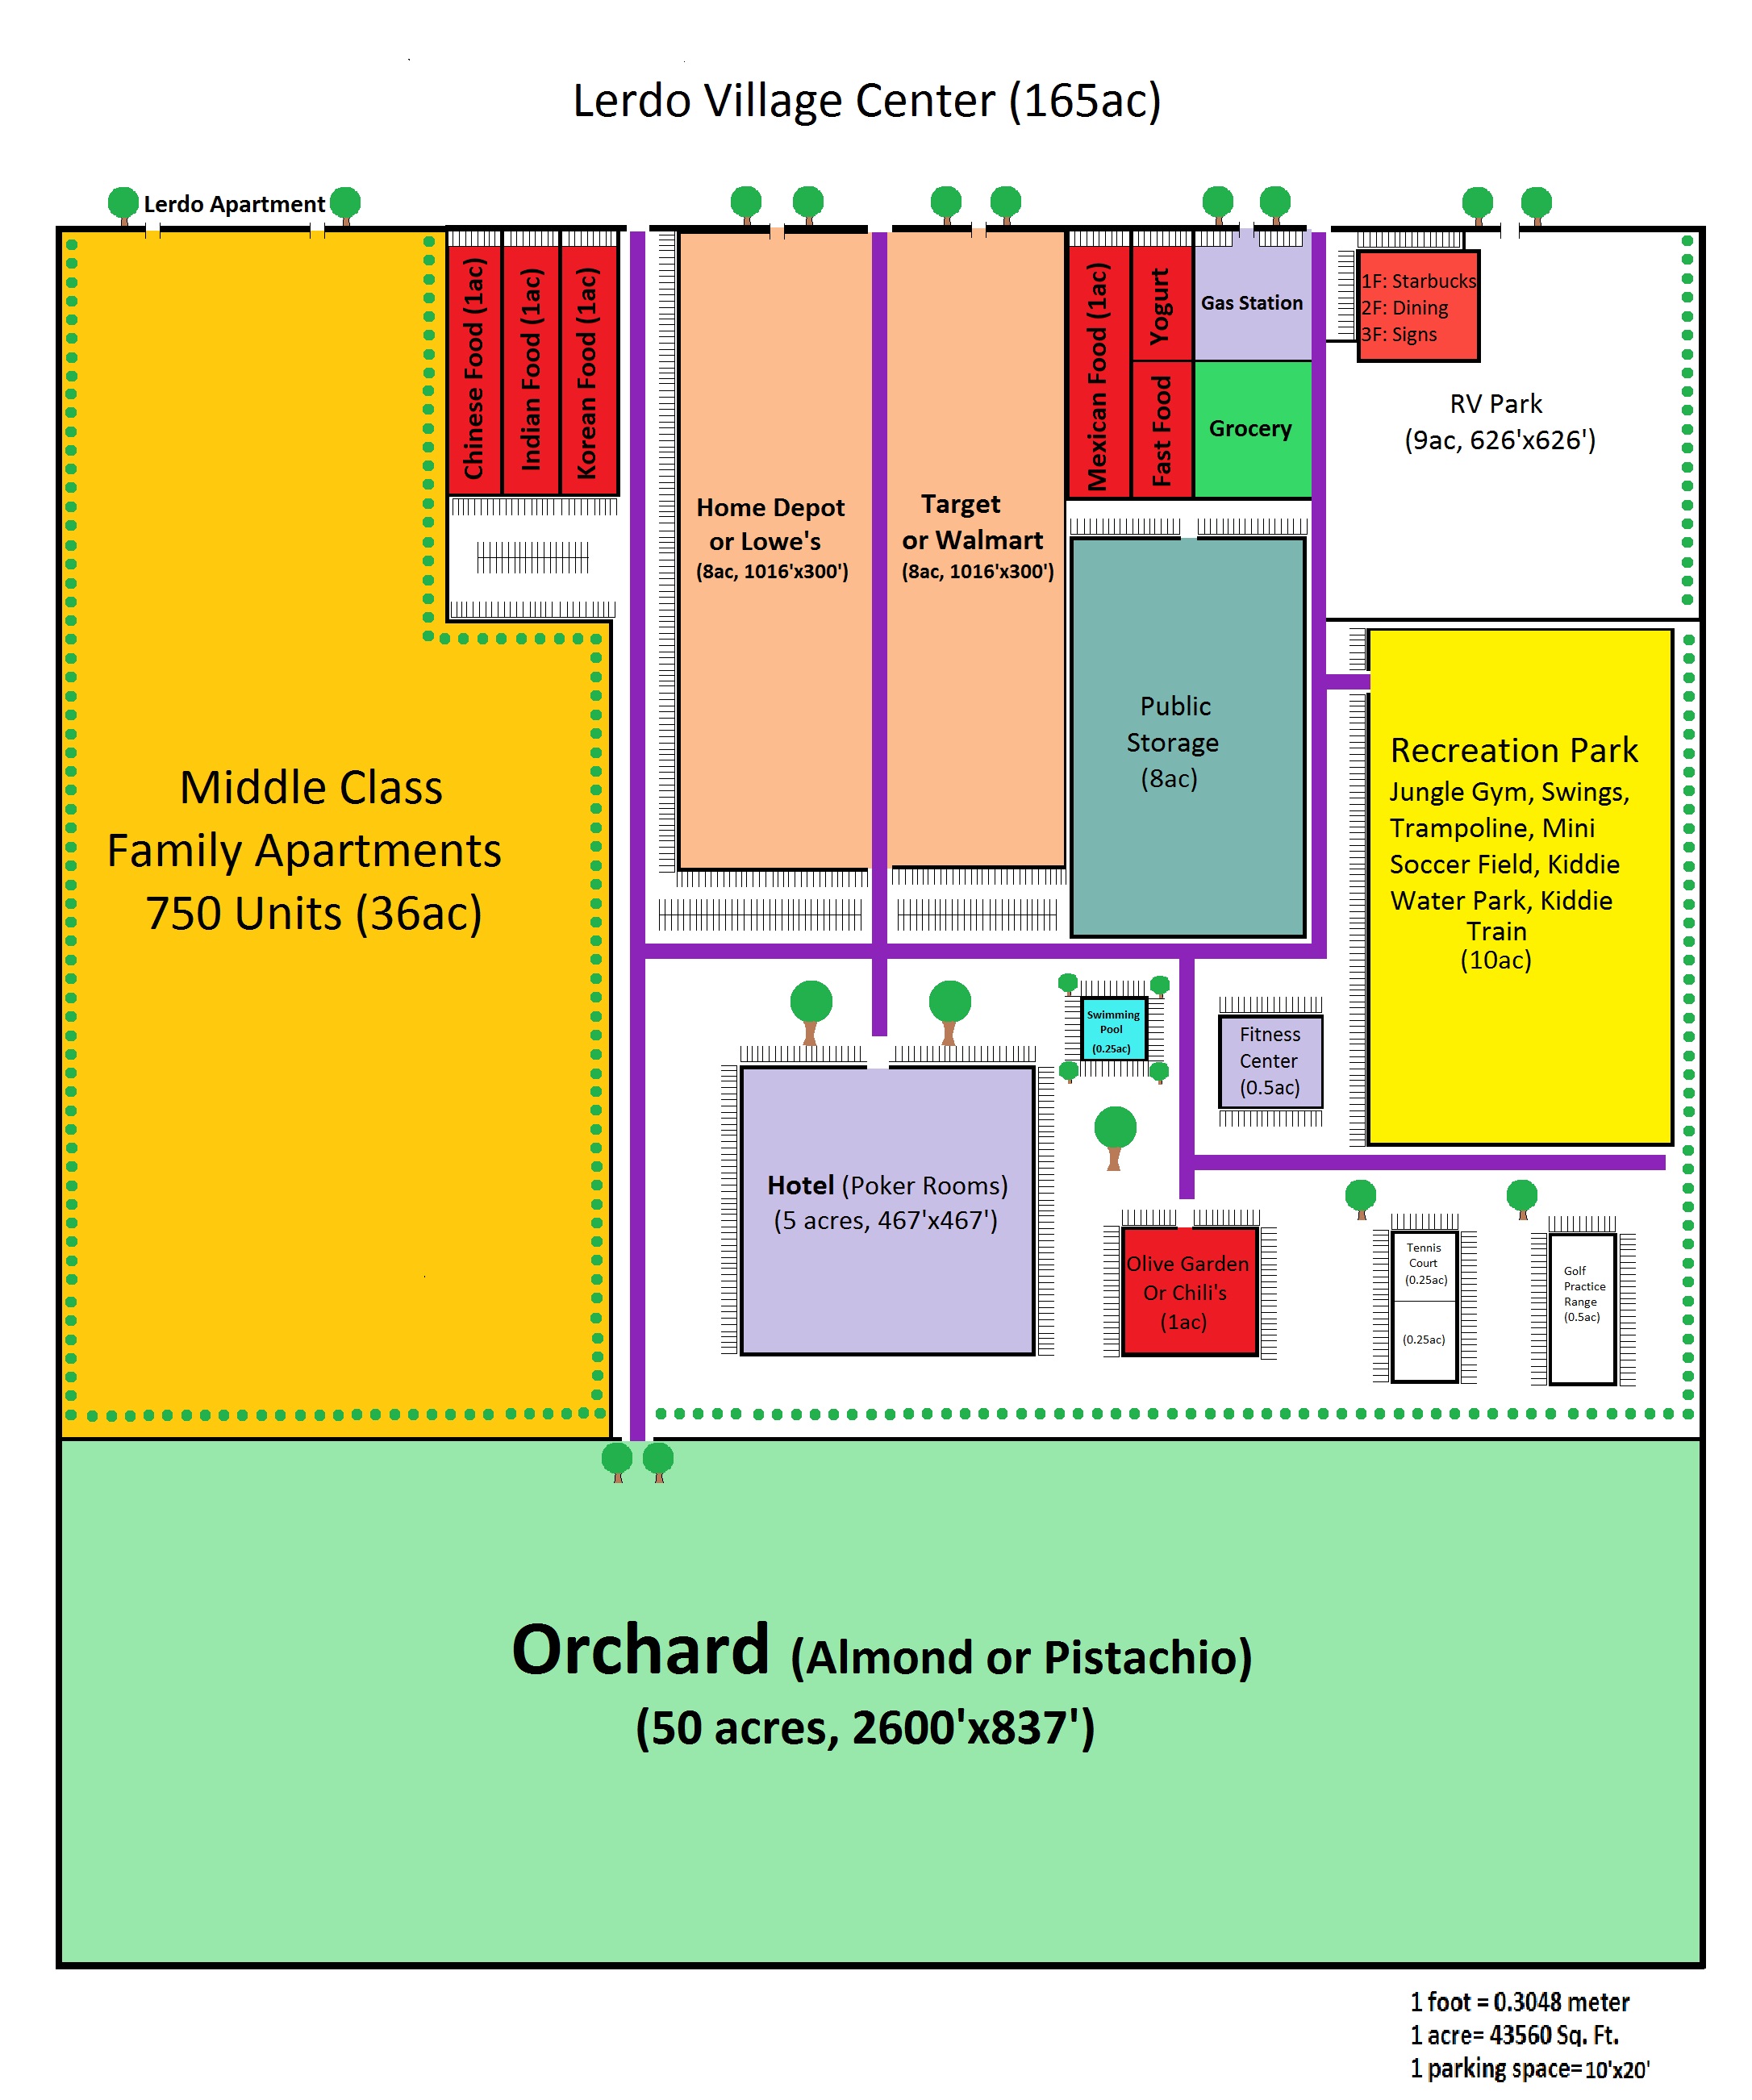 Lerdo Village Center (165ac)
Lerdo Apartment
Chinese Food (1ac)
Indian Food (1ac)
Korean Food (1ac)
Home Depot
or Lowe's
(8ac, 1016'x300')
Target
or Walmart
(8ac, 1016'x300')
Mexican Food (1ac)
Yogurt
Fast Food
Gas Station
Grocery
1F: Starbucks
2F: Dining
3F: Signs
RV Park
(9ac, 626'x626')
Public
Storage
(8ac)
Recreation Park
Jungle Gym, Swings,
Trampoline, Mini
Soccer Field, Kiddie
Water Park, Kiddie
Train
(10ac)
Middle Class
Family Apartments
750 Units (36ac)
Swimming
Pool
(0.25ac)
Fitness
Center
(0.5ac)
Hotel (Poker Rooms)
(5 acres, 467'x467')
Olive Garden
Or Chili's
(1ac)
Tennis
Court
(0.25ac)
(0.25ac)
Golf
Practice
Range
(0.5ac)
Orchard (Almond or Pistachio)
(50 acres, 2600'x837')
1 foot = 0.3048 meter
1 acre= 43560 Sq. Ft.
1 parking space= 10'x20'